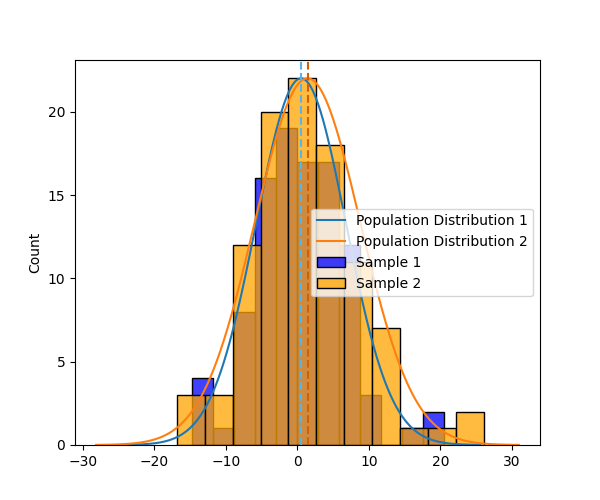 20
15
10
5
0
Count
Population Distribution 1
Population Distribution 2
Sample 1
Sample 2
−30 −20 −10 0 10 20 30